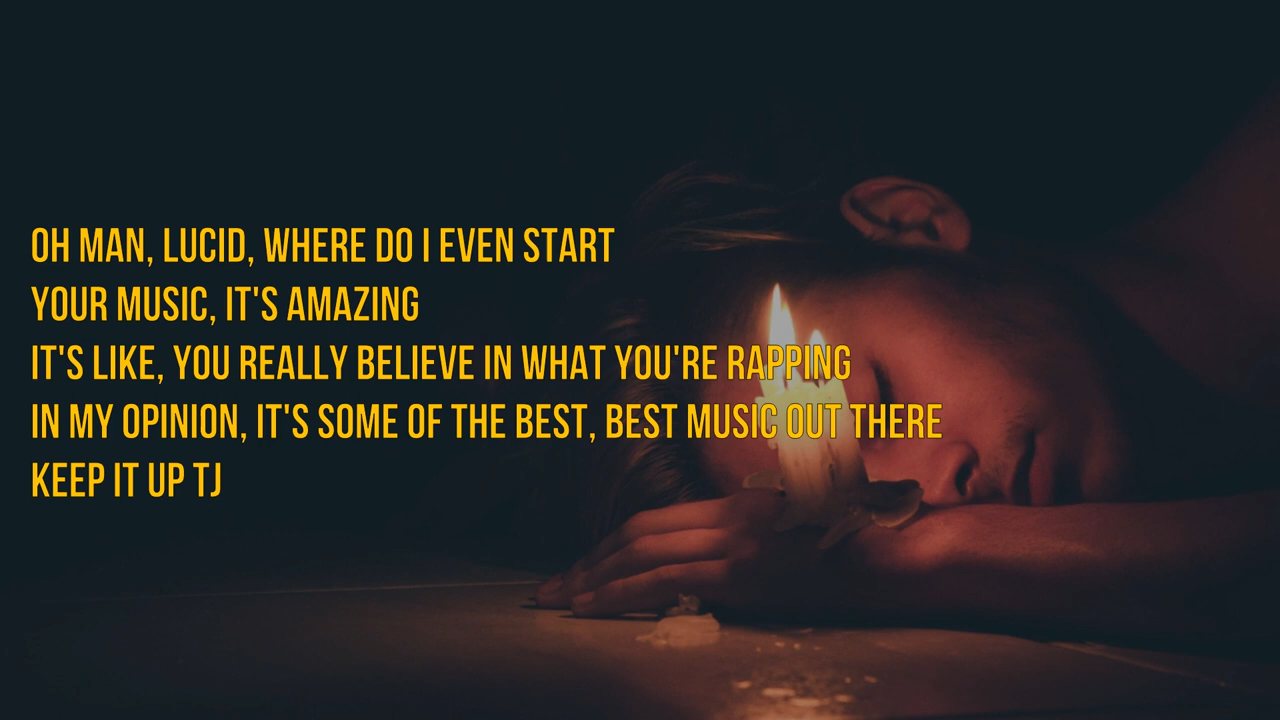 OH MAN, LUCID, WHERE DO I EVEN START
YOUR MUSIC, IT'S AMAZING
IT'S LIKE, YOU REALLY BELIEVE IN WHAT YOU'RE RAPPING
IN MY OPINION, IT'S SOME OF THE BEST, BEST MUSIC OUT THERE
KEEP IT UP TJ